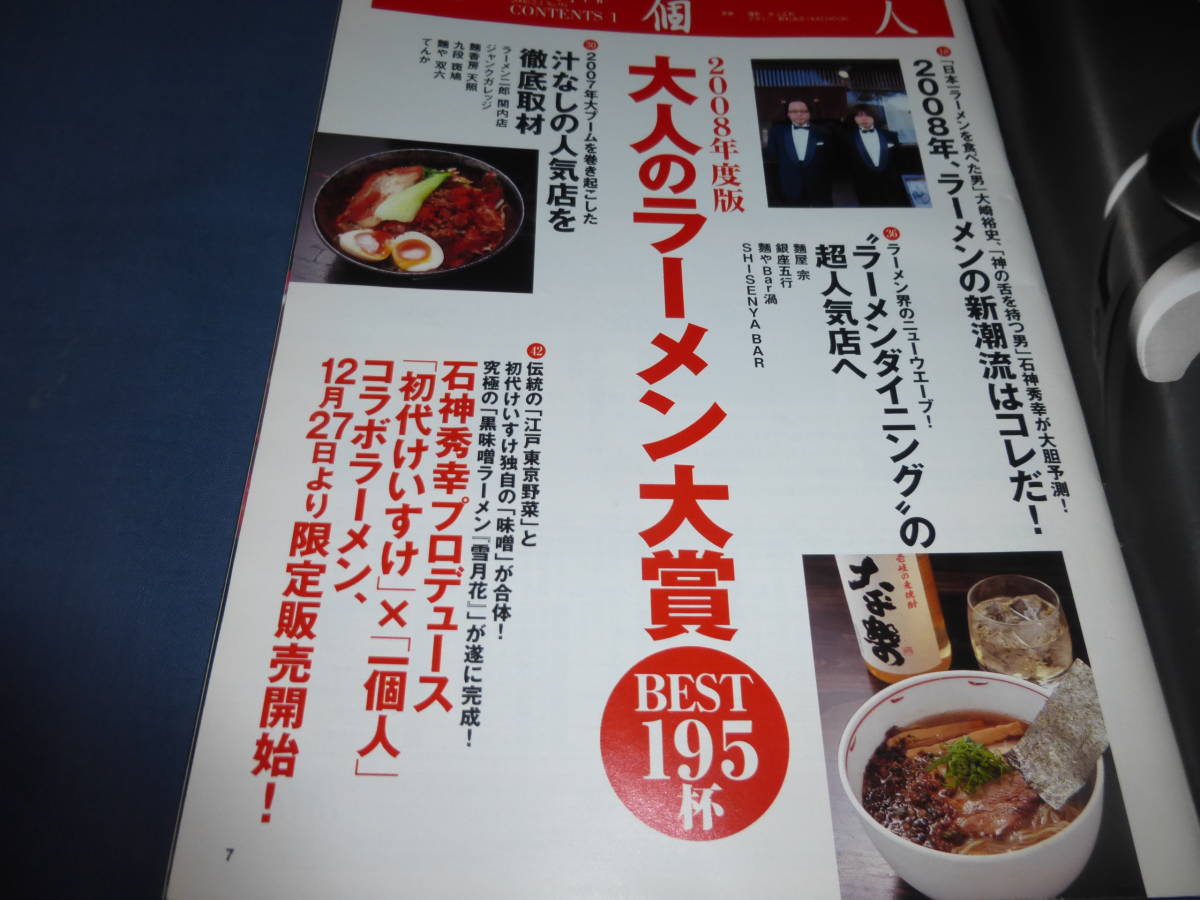 CONTENTS 1
個
人
18
「日本一ラーメンを食べた男」大崎裕史、「神の舌を持つ男」石神秀幸が大胆予測！
2008年、ラーメンの新潮流はコレだ！
36
ラーメン界のニューウエーブ！
〝ラーメンダイニング〟の
超人気店へ
麺屋 宗
銀座五行
麺やBar渦
SHISENYA BAR
2008年度版
大人のラーメン大賞
BEST
195
杯
30
2007年大ブームを巻き起こした
汁なしの人気店を
徹底取材
ラーメン二郎 関内店
ジャンクガレッジ
麺香房 天照
九段 斑鳩
麺や 双六
てんか
42
伝統の「江戸東京野菜」と
初代けいすけ独自の「味噌」が合体！
究極の「黒味噌ラーメン『雪月花』」が遂に完成！
石神秀幸プロデュース
「初代けいすけ」×「一個人」
コラボラーメン、
12月27日より限定販売開始！
壱岐の麦焼酎
7